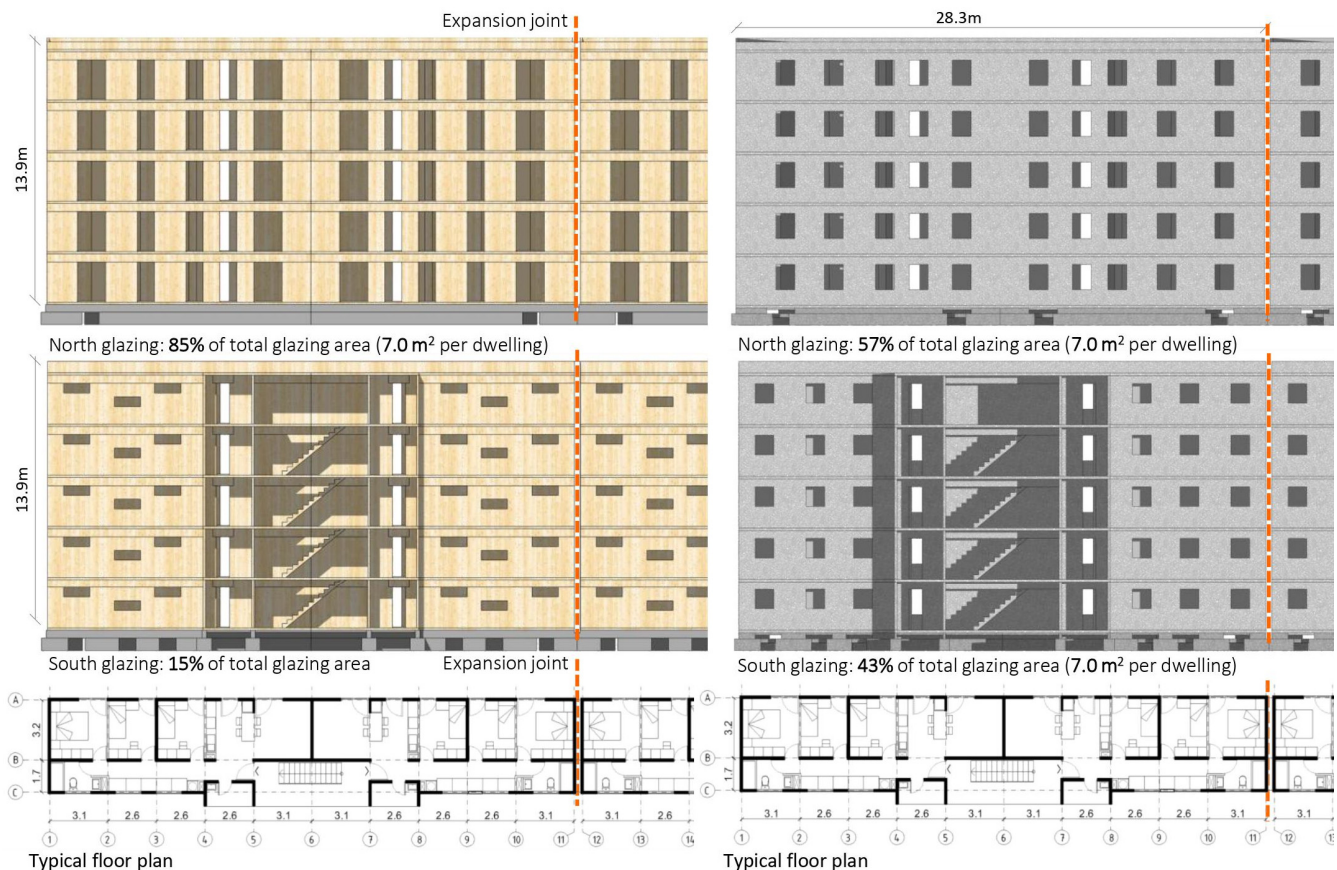 Expansion joint
28.3m
13.9m
North glazing: 85% of total glazing area (7.0 m² per dwelling)
North glazing: 57% of total glazing area (7.0 m² per dwelling)
13.9m
South glazing: 15% of total glazing area
Expansion joint
South glazing: 43% of total glazing area (7.0 m² per dwelling)
A
3.2
B
1.7
C
3.1 2.6 2.6 2.6 3.1 3.1 2.6 2.6 2.6 3.1 3.1 2.6
1 2 3 4 5 6 7 8 9 10 11 12 13 14
Typical floor plan
A
3.2
B
1.7
C
3.1 2.6 2.6 2.6 3.1 3.1 2.6 2.6 2.6 3.1 3.1
1 2 3 4 5 6 7 8 9 10 11 12 13
Typical floor plan